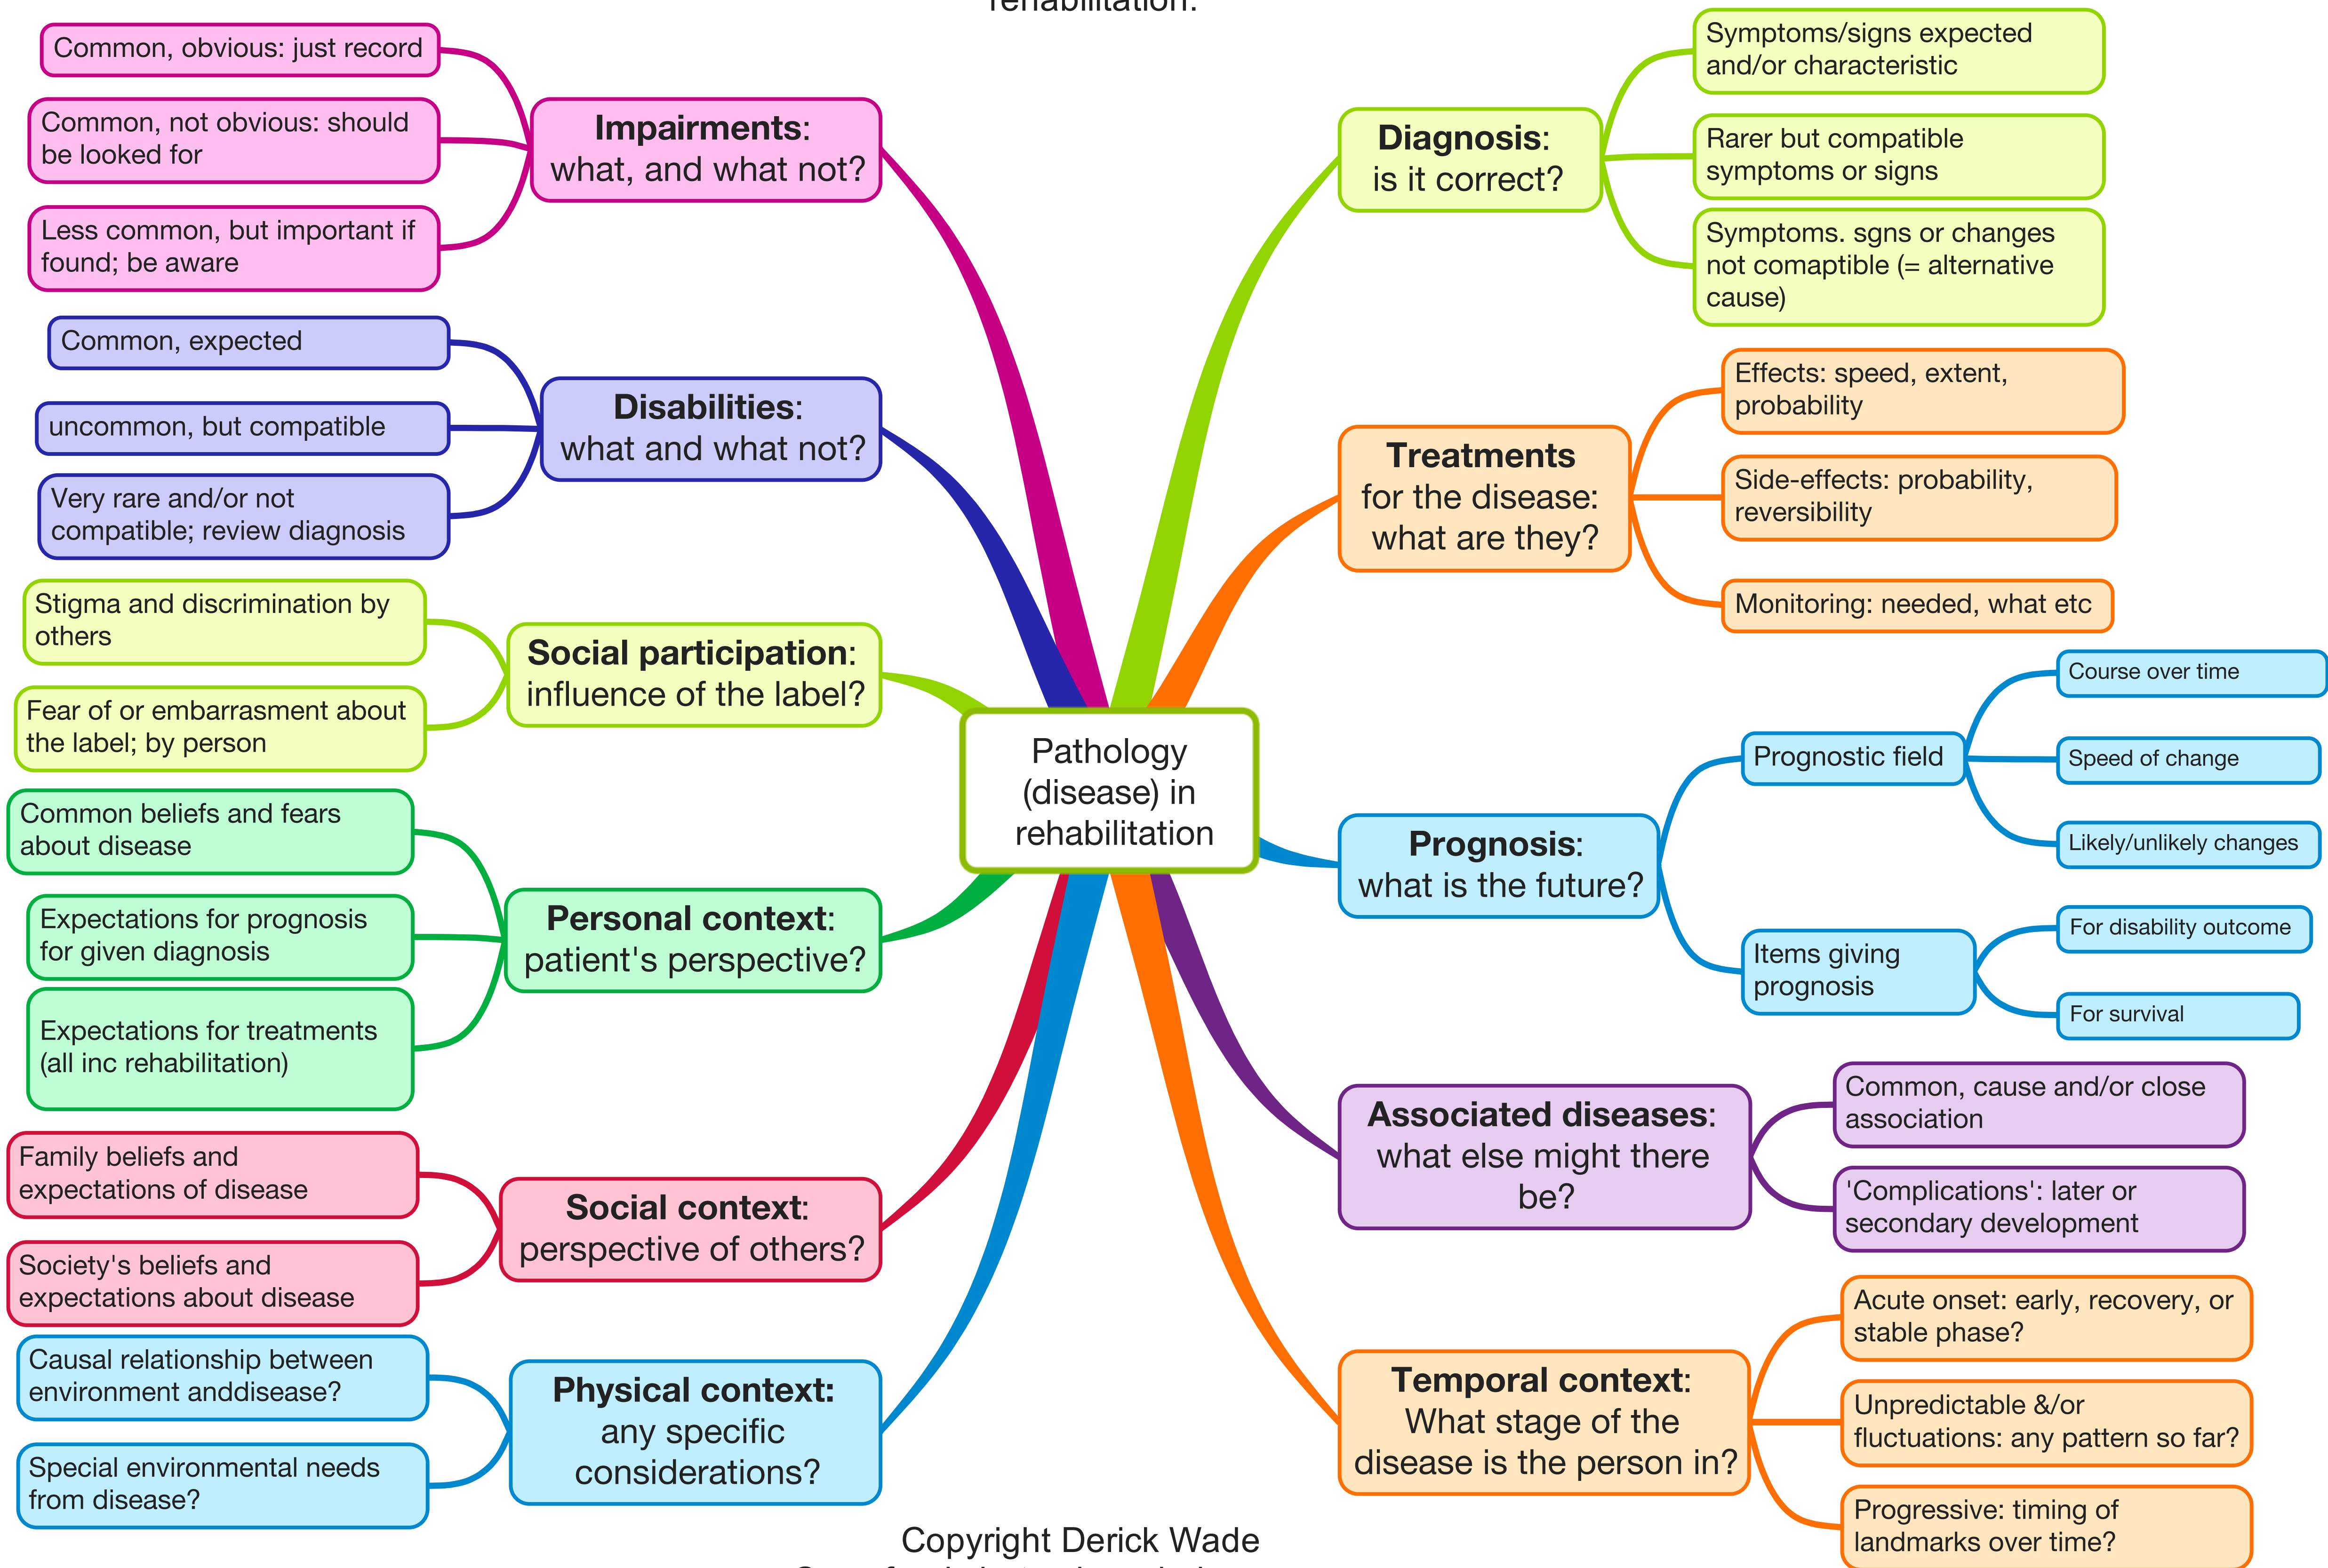 rehabilitation.
Common, obvious: just record
Common, not obvious: should
be looked for
Less common, but important if
found; be aware
Impairments:
what, and what not?
Common, expected
uncommon, but compatible
Very rare and/or not
compatible; review diagnosis
Disabilities:
what and what not?
Stigma and discrimination by
others
Fear of or embarrasment about
the label; by person
Social participation:
influence of the label?
Common beliefs and fears
about disease
Expectations for prognosis
for given diagnosis
Expectations for treatments
(all inc rehabilitation)
Personal context:
patient's perspective?
Family beliefs and
expectations of disease
Society's beliefs and
expectations about disease
Social context:
perspective of others?
Causal relationship between
environment anddisease?
Special environmental needs
from disease?
Physical context:
any specific
considerations?
Pathology
(disease) in
rehabilitation
Diagnosis:
is it correct?
Symptoms/signs expected
and/or characteristic
Rarer but compatible
symptoms or signs
Symptoms. sgns or changes
not comaptible (= alternative
cause)
Treatments
for the disease:
what are they?
Effects: speed, extent,
probability
Side-effects: probability,
reversibility
Monitoring: needed, what etc
Prognosis:
what is the future?
Prognostic field
Course over time
Speed of change
Likely/unlikely changes
Items giving
prognosis
For disability outcome
For survival
Associated diseases:
what else might there
be?
Common, cause and/or close
association
'Complications': later or
secondary development
Temporal context:
What stage of the
disease is the person in?
Acute onset: early, recovery, or
stable phase?
Unpredictable &/or
fluctuations: any pattern so far?
Progressive: timing of
landmarks over time?
Copyright Derick Wade